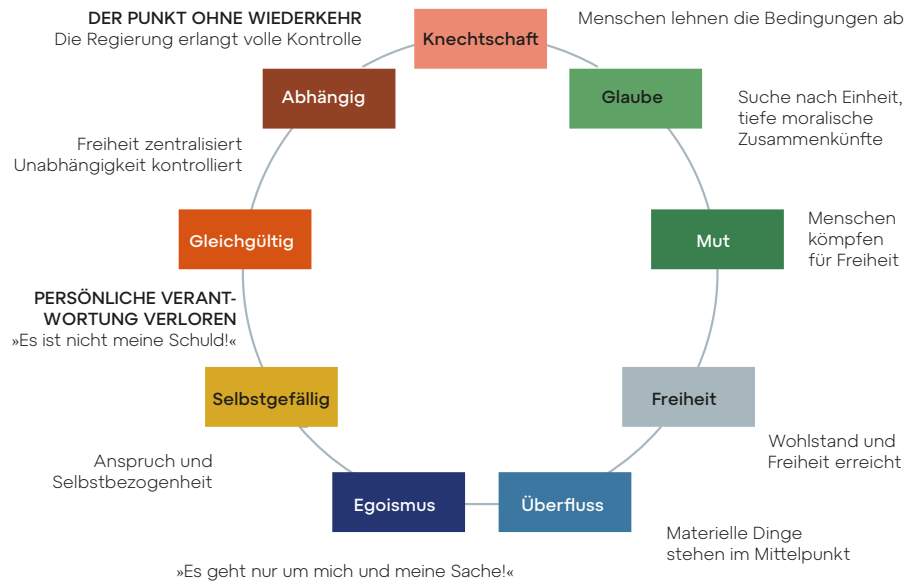 DER PUNKT OHNE WIEDERKEHR
Die Regierung erlangt volle Kontrolle
Knechtschaft
Menschen lehnen die Bedingungen ab
Abhängig
Glaube
Suche nach Einheit,
tiefe moralische
Zusammenkünfte
Freiheit zentralisiert
Unabhängigkeit kontrolliert
Gleichgültig
Mut
Menschen
kömpfen
für Freiheit
PERSÖNLICHE VERANT-
WORTUNG VERLOREN
»Es ist nicht meine Schuld!«
Selbstgefällig
Freiheit
Wohlstand und
Freiheit erreicht
Anspruch und
Selbstbezogenheit
Egoismus
Überfluss
Materielle Dinge
stehen im Mittelpunkt
»Es geht nur um mich und meine Sache!«